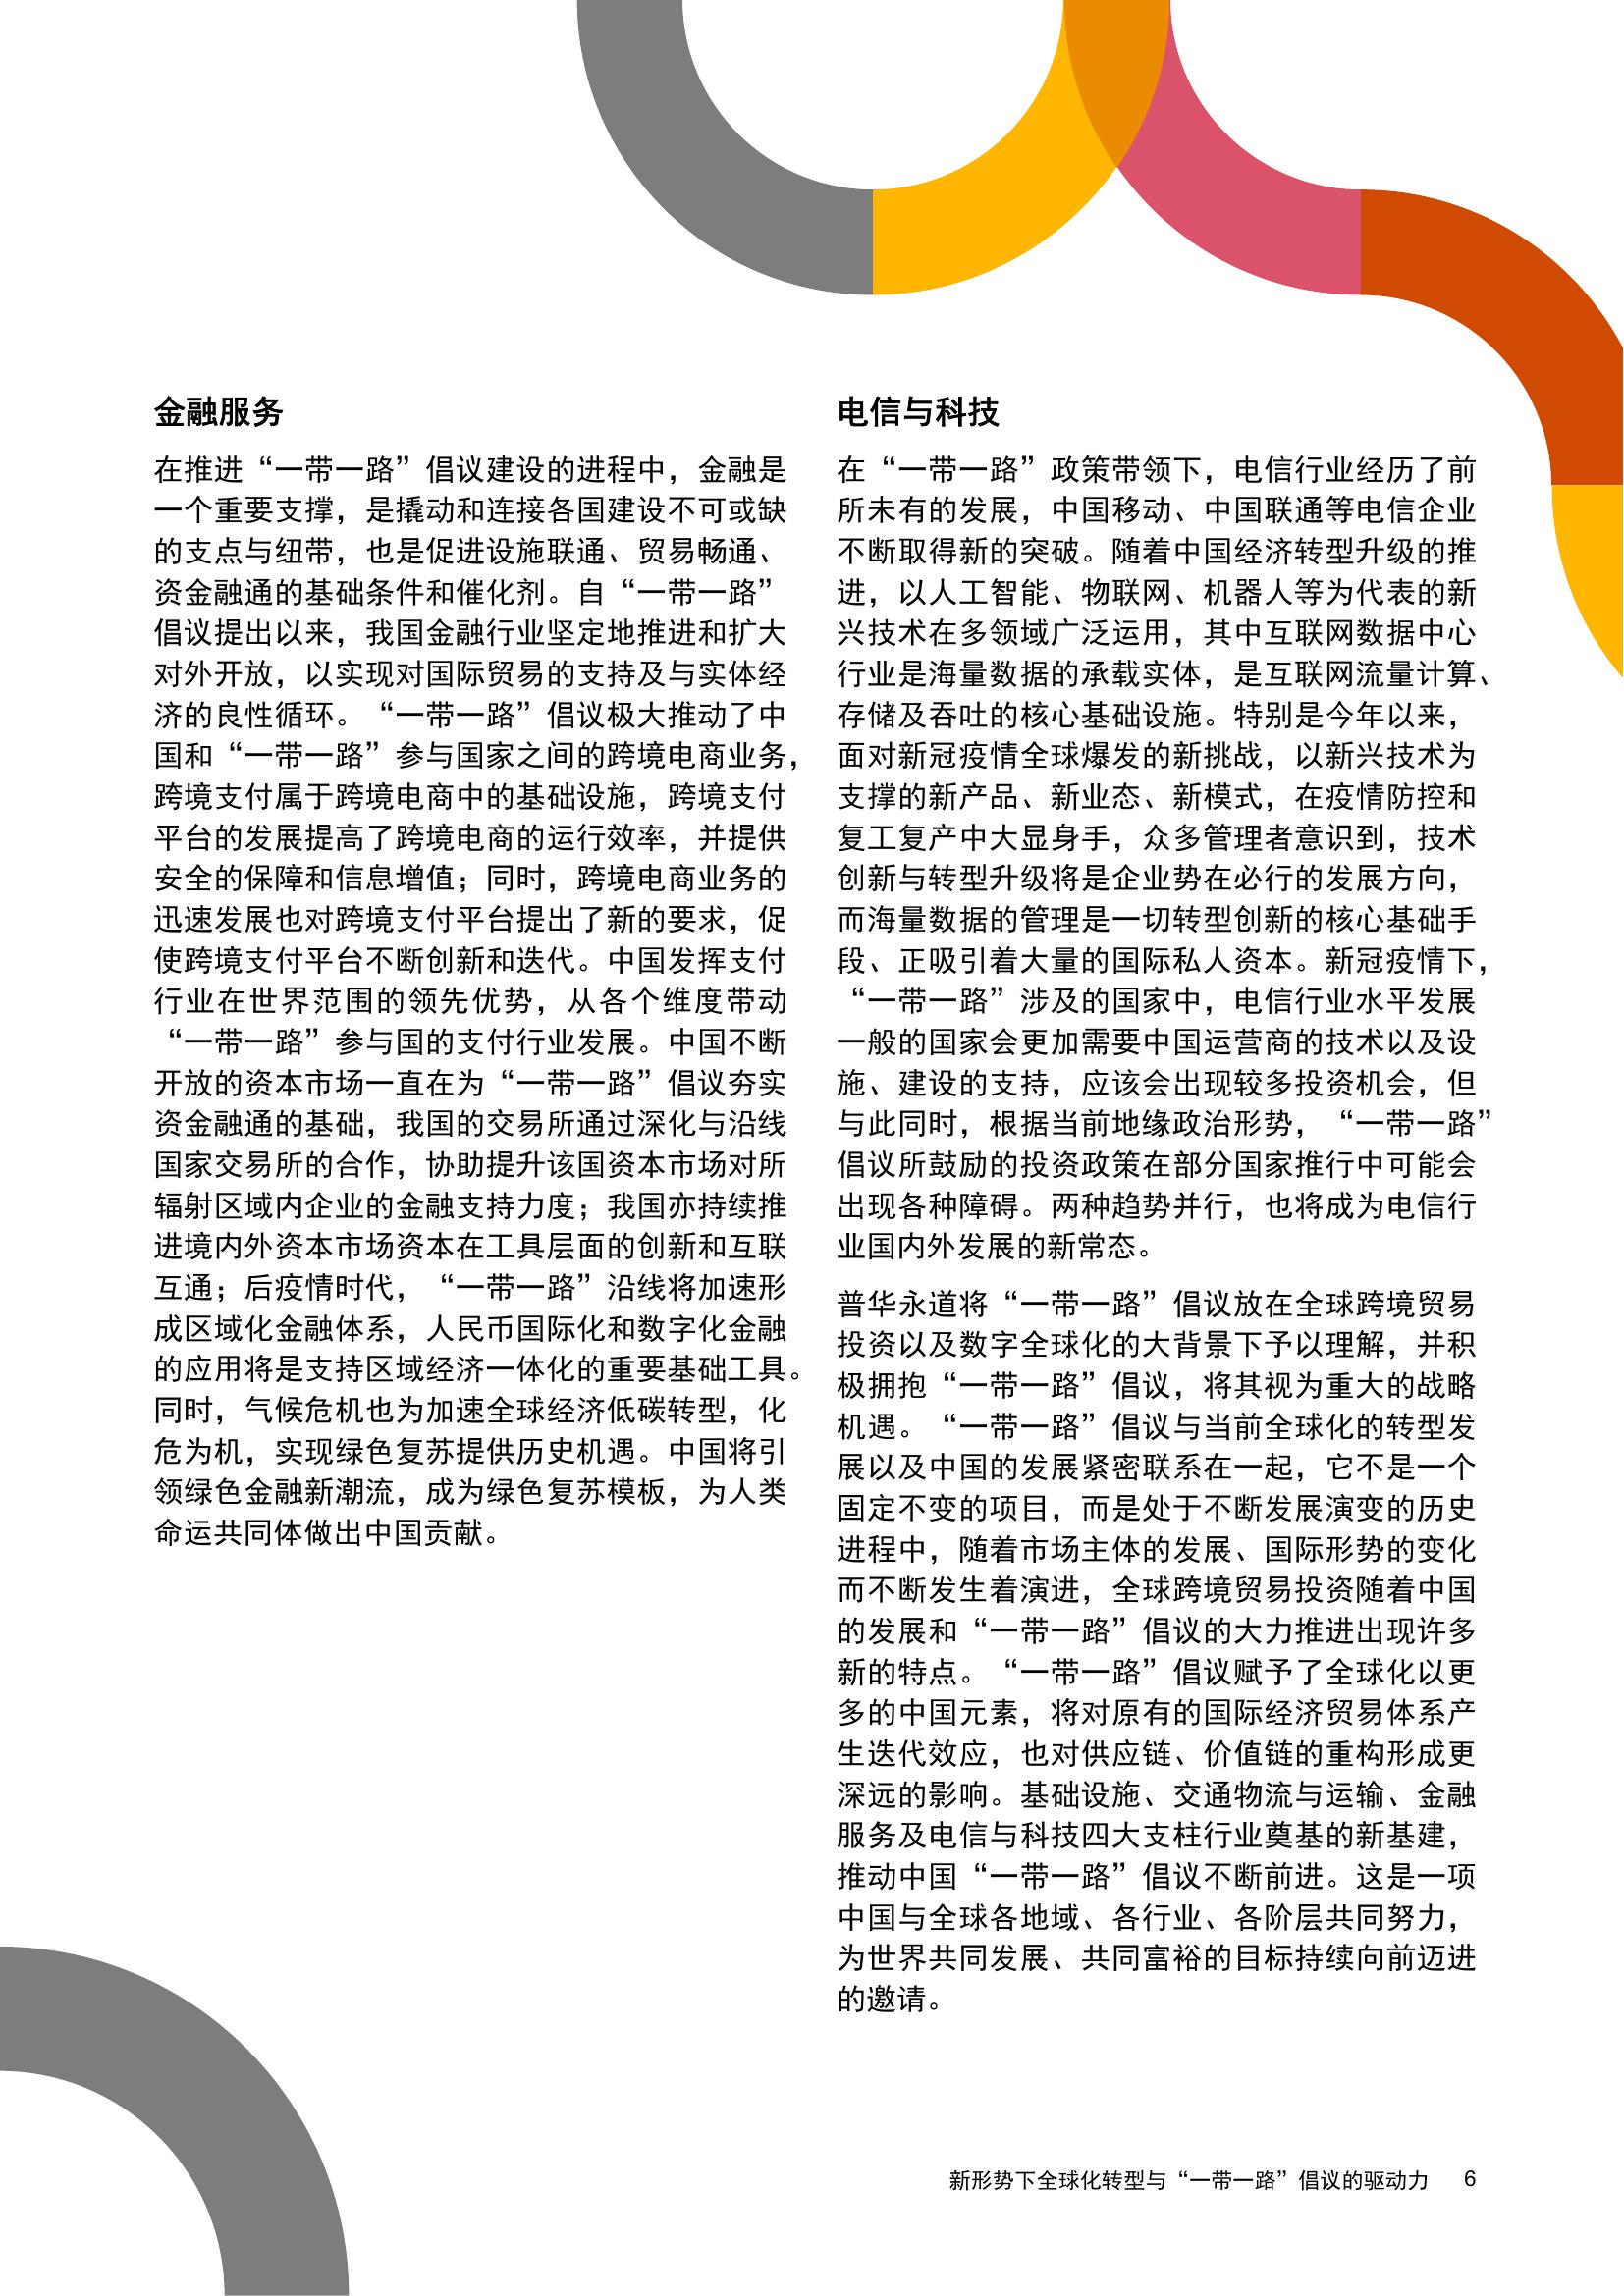 金融服务
在推进“一带一路”倡议建设的进程中，金融是
一个重要支撑，是撬动和连接各国建设不可或缺
的支点与纽带，也是促进设施联通、贸易畅通、
资金融通的基础条件和催化剂。自“一带一路”
倡议提出以来，我国金融行业坚定地推进和扩大
对外开放，以实现对国际贸易的支持及与实体经
济的良性循环。“一带一路”倡议极大推动了中
国和“一带一路”参与国家之间的跨境电商业务，
跨境支付属于跨境电商中的基础设施，跨境支付
平台的发展提高了跨境电商的运行效率，并提供
安全的保障和信息增值；同时，跨境电商业务的
迅速发展也对跨境支付平台提出了新的要求，促
使跨境支付平台不断创新和迭代。中国发挥支付
行业在世界范围的领先优势，从各个维度带动
“一带一路”参与国的支付行业发展。中国不断
开放的资本市场一直在为“一带一路”倡议夯实
资金融通的基础，我国的交易所通过深化与沿线
国家交易所的合作，协助提升该国资本市场对所
辐射区域内企业的金融支持力度；我国亦持续推
进境内外资本市场资本在工具层面的创新和互联
互通；后疫情时代，“一带一路”沿线将加速形
成区域化金融体系，人民币国际化和数字化金融
的应用将是支持区域经济一体化的重要基础工具。
同时，气候危机也为加速全球经济低碳转型，化
危为机，实现绿色复苏提供历史机遇。中国将引
领绿色金融新潮流，成为绿色复苏模板，为人类
命运共同体做出中国贡献。
电信与科技
在“一带一路”政策带领下，电信行业经历了前
所未有的发展，中国移动、中国联通等电信企业
不断取得新的突破。随着中国经济转型升级的推
进，以人工智能、物联网、机器人等为代表的新
兴技术在多领域广泛运用，其中互联网数据中心
行业是海量数据的承载实体，是互联网流量计算、
存储及吞吐的核心基础设施。特别是今年以来，
面对新冠疫情全球爆发的新挑战，以新兴技术为
支撑的新产品、新业态、新模式，在疫情防控和
复工复产中大显身手，众多管理者意识到，技术
创新与转型升级将是企业势在必行的发展方向，
而海量数据的管理是一切转型创新的核心基础手
段、正吸引着大量的国际私人资本。新冠疫情下，
“一带一路”涉及的国家中，电信行业水平发展
一般的国家会更加需要中国运营商的技术以及设
施、建设的支持，应该会出现较多投资机会，但
与此同时，根据当前地缘政治形势，“一带一路”
倡议所鼓励的投资政策在部分国家推行中可能会
出现各种障碍。两种趋势并行，也将成为电信行
业国内外发展的新常态。
普华永道将“一带一路”倡议放在全球跨境贸易
投资以及数字全球化的大背景下予以理解，并积
极拥抱“一带一路”倡议，将其视为重大的战略
机遇。“一带一路”倡议与当前全球化的转型发
展以及中国的发展紧密联系在一起，它不是一个
固定不变的项目，而是处于不断发展演变的历史
进程中，随着市场主体的发展、国际形势的变化
而不断发生着演进，全球跨境贸易投资随着中国
的发展和“一带一路”倡议的大力推进出现许多
新的特点。“一带一路”倡议赋予了全球化以更
多的中国元素，将对原有的国际经济贸易体系产
生迭代效应，也对供应链、价值链的重构形成更
深远的影响。基础设施、交通物流与运输、金融
服务及电信与科技四大支柱行业奠基的新基建，
推动中国“一带一路”倡议不断前进。这是一项
中国与全球各地域、各行业、各阶层共同努力，
为世界共同发展、共同富裕的目标持续向前迈进
的邀请。
新形势下全球化转型与“一带一路”倡议的驱动力 6